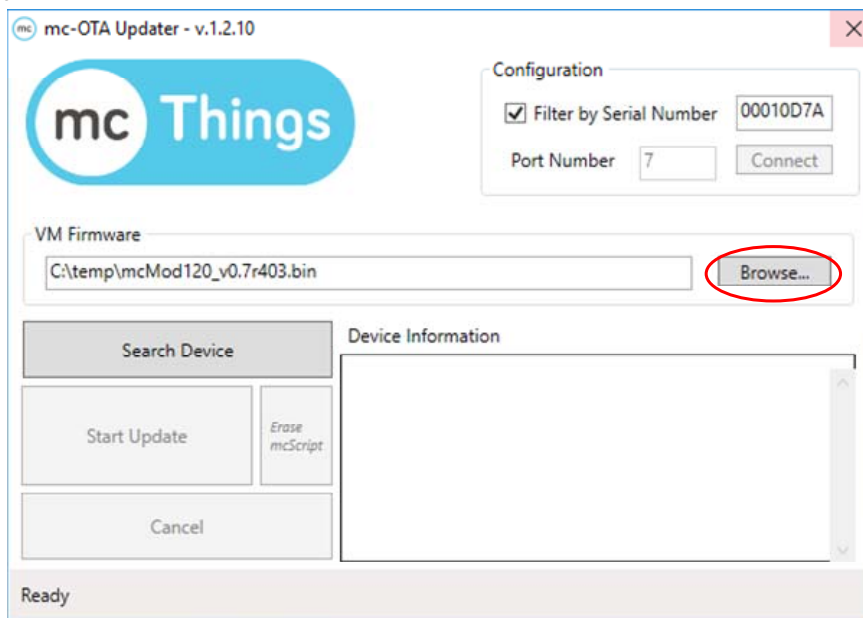 mc mc-OTA Updater - v.1.2.10
mc Things
Configuration
Filter by Serial Number 00010D7A
Port Number 7 Connect
VM Firmware
C:\temp\mcMod120_v0.7r403.bin Browse...
Search Device
Device Information
Start Update
Erase
mcScript
Cancel
Ready